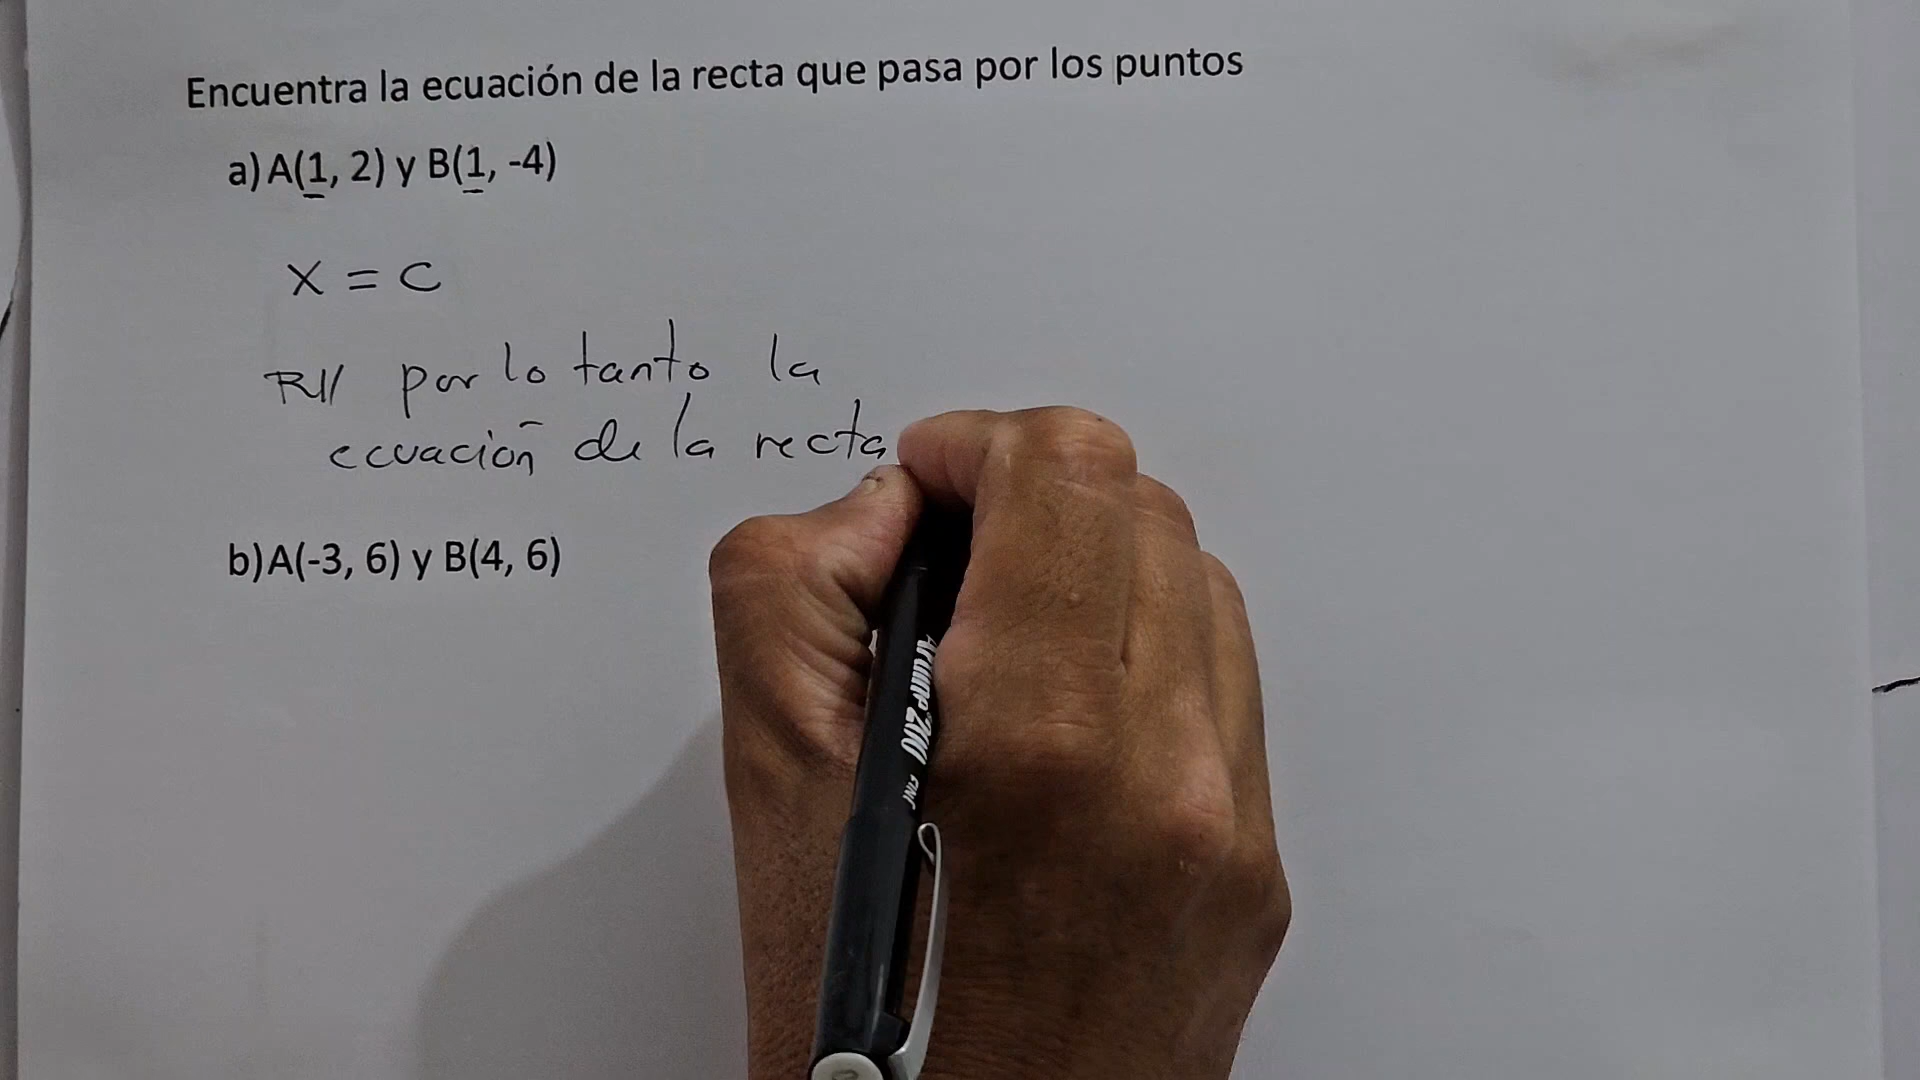 Encuentra la ecuación de la recta que pasa por los puntos
a) A(1, 2) y B(1, -4)
X = C
R// por lo tanto la
ecuación de la recta
b) A(-3, 6) y B(4, 6)